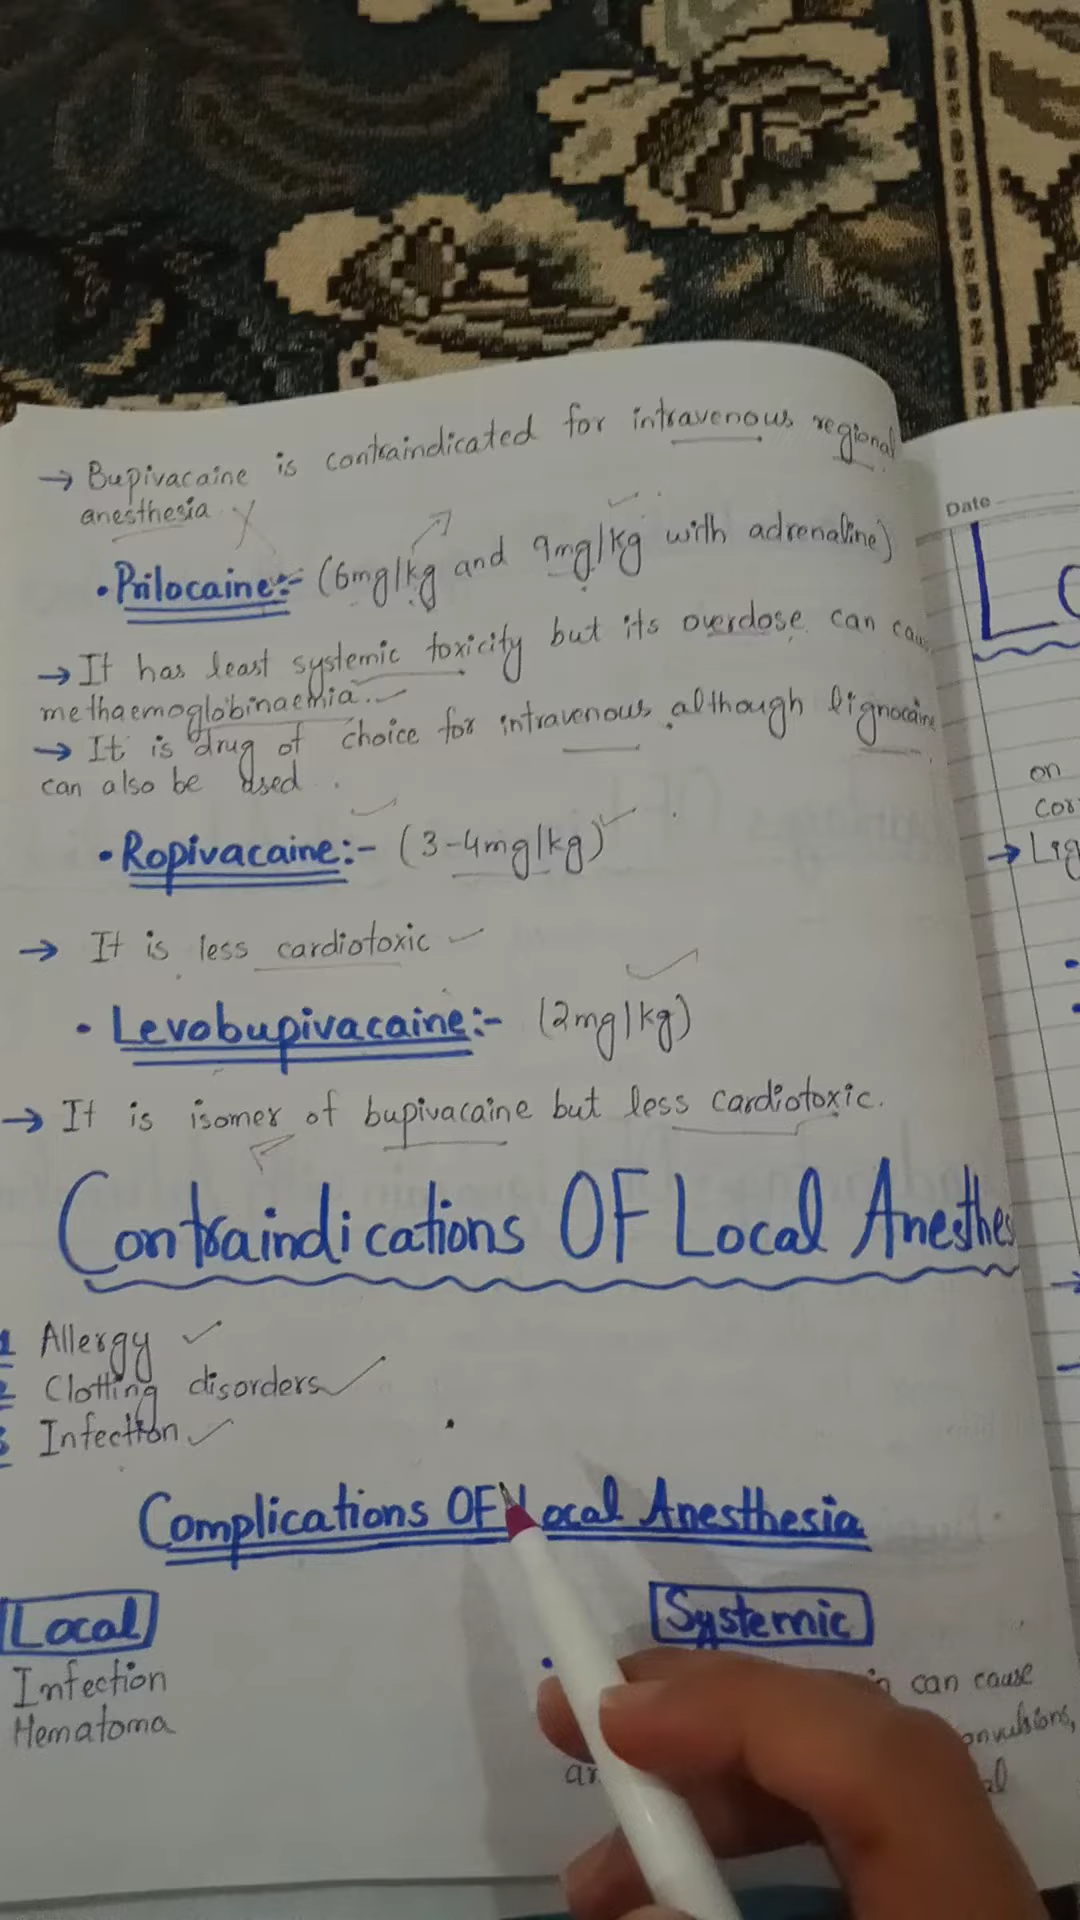 → Bupivacaine is contraindicated for intravenous regional
anesthesia
• Prilocaine:- (6mg/kg and 9mg/kg with adrenaline)
→ It has least systemic toxicity but its overdose can
methaemoglobinaemia.
→ It is drug of choice for intravenous although lignocaine
can also be used.
• Ropivacaine:- (3-4mg/kg)
→ It is less cardiotoxic
• Levobupivacaine:- (2mg/kg)
→ It is isomer of bupivacaine but less cardiotoxic.
Contraindications OF Local Anesthes
1 Allergy
2 Clotting disorders
3 Infection
Complications OF Local Anesthesia
Local
Infection
Hematoma
Systemic
can cause
onvulsions,
Date
on
→ Lig